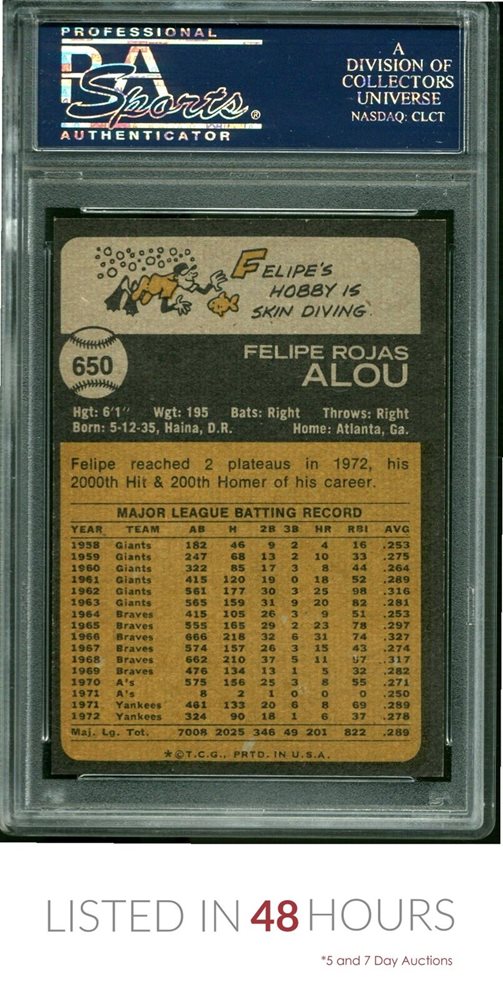 PROFESSIONAL
PSA
Sports®
AUTHENTICATOR
A
DIVISION OF
COLLECTORS
UNIVERSE
NASDAQ: CLCT
FELIPE'S
HOBBY IS
SKIN DIVING.
650
FELIPE ROJAS
ALOU
Hgt: 6'1" Wgt: 195 Bats: Right Throws: Right
Born: 5-12-35, Haina, D.R. Home: Atlanta, Ga.
Felipe reached 2 plateaus in 1972, his
2000th Hit & 200th Homer of his career.
MAJOR LEAGUE BATTING RECORD
YEAR TEAM AB H 2B 3B HR RBI AVG
1958 Giants 182 46 9 2 4 16 .253
1959 Giants 247 68 13 2 10 33 .275
1960 Giants 322 85 17 3 8 44 .264
1961 Giants 415 120 19 0 18 52 .289
1962 Giants 561 177 30 3 25 98 .316
1963 Giants 565 159 31 9 20 82 .281
1964 Braves 415 105 26 3 9 51 .253
1965 Braves 555 165 29 2 23 78 .297
1966 Braves 666 218 32 6 31 74 .327
1967 Braves 574 157 26 3 15 43 .274
1968 Braves 662 210 37 5 11 57 .317
1969 Braves 476 134 13 1 5 32 .282
1970 A's 575 156 25 3 8 55 .271
1971 A's 8 2 1 0 0 0 .250
1971 Yankees 461 133 20 6 8 69 .289
1972 Yankees 324 90 18 1 6 37 .278
Maj. Lg. Tot. 7008 2025 346 49 201 822 .289
*©T.C.G., PRTD. IN U.S.A.
LISTED IN 48 HOURS
*5 and 7 Day Auctions